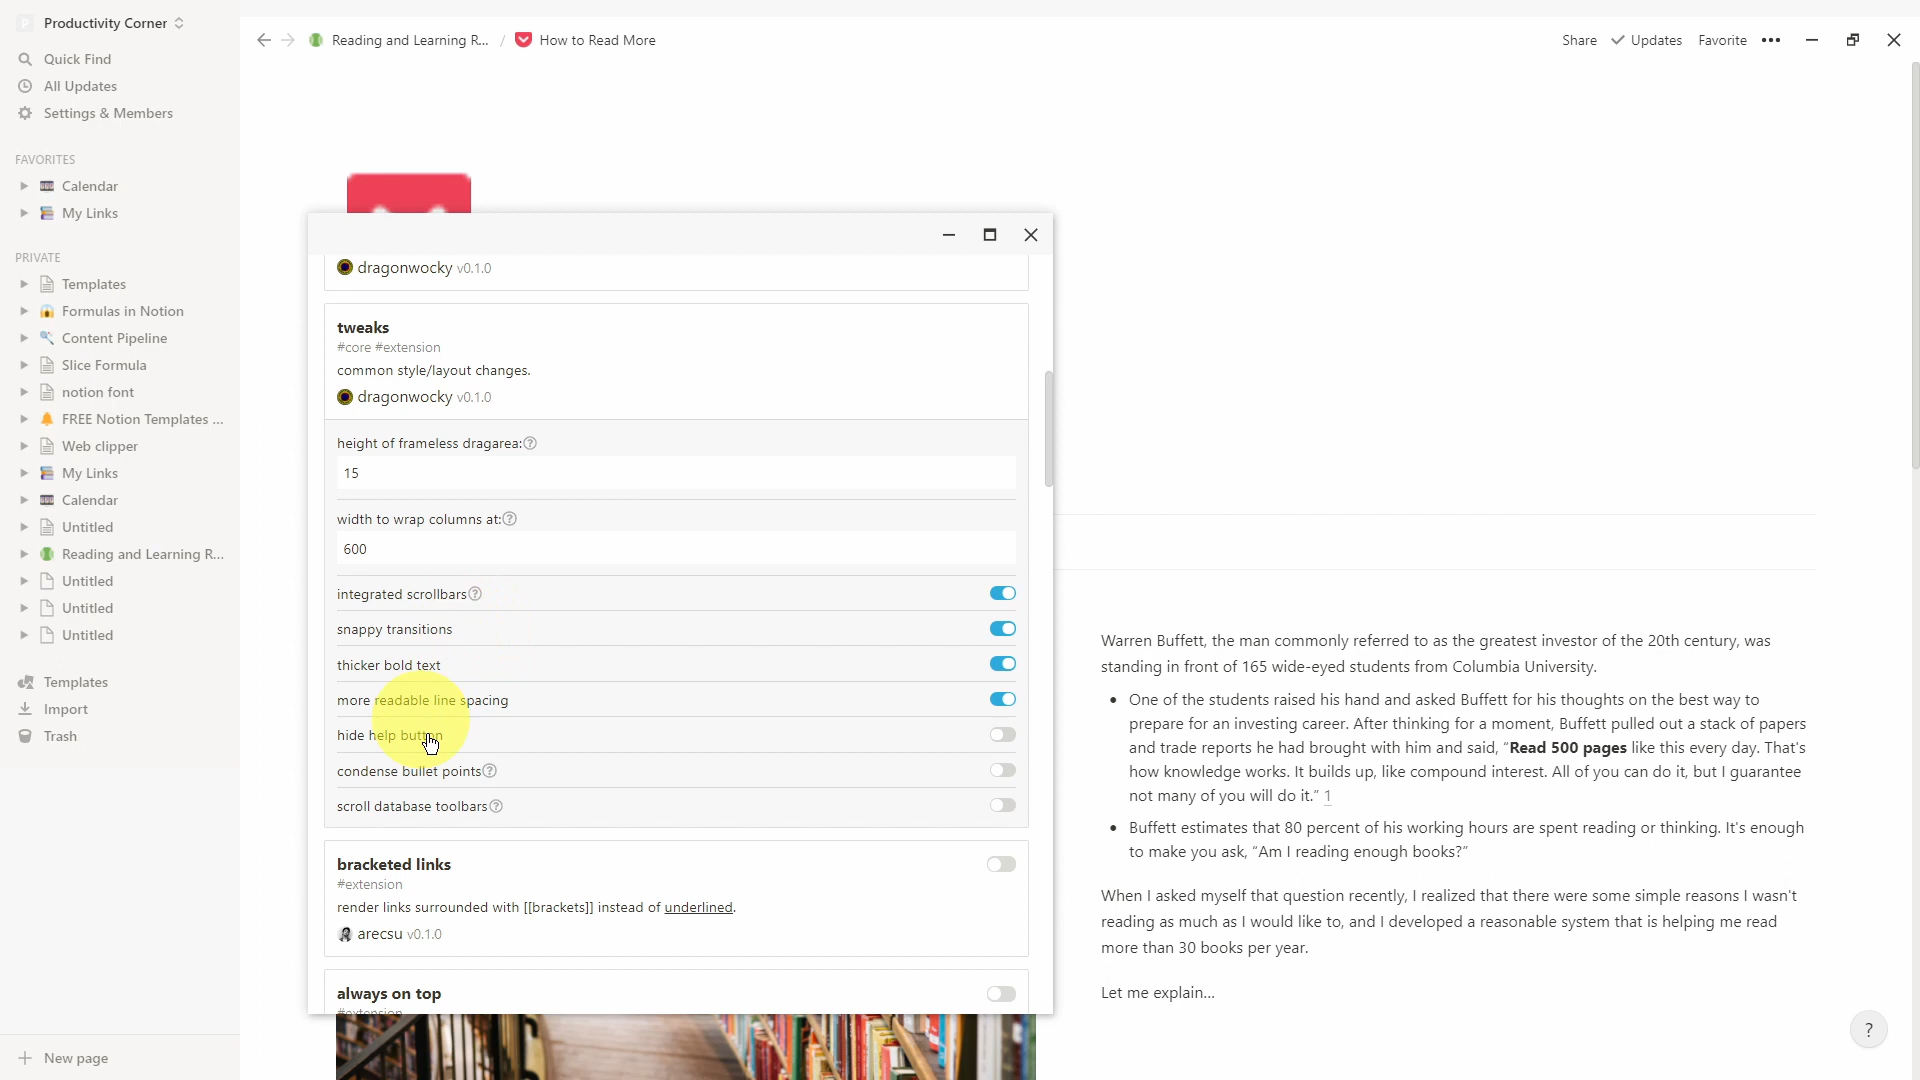 Productivity Corner
Quick Find
All Updates
Settings & Members
FAVORITES
Calendar
My Links
PRIVATE
Templates
Formulas in Notion
Content Pipeline
Slice Formula
notion font
FREE Notion Templates ...
Web clipper
My Links
Calendar
Untitled
Reading and Learning R...
Untitled
Untitled
Untitled
Templates
Import
Trash
+ New page
Reading and Learning R... / How to Read More
Share ✓ Updates Favorite •••
dragonwocky v0.1.0
tweaks
#core #extension
common style/layout changes.
dragonwocky v0.1.0
height of frameless dragarea:?
15
width to wrap columns at:?
600
integrated scrollbars?
snappy transitions
thicker bold text
more readable line spacing
hide help button
condense bullet points?
scroll database toolbars?
bracketed links
#extension
render links surrounded with [[brackets]] instead of underlined.
arecsu v0.1.0
always on top
#extension
Warren Buffett, the man commonly referred to as the greatest investor of the 20th century, was
standing in front of 165 wide-eyed students from Columbia University.
• One of the students raised his hand and asked Buffett for his thoughts on the best way to
prepare for an investing career. After thinking for a moment, Buffett pulled out a stack of papers
and trade reports he had brought with him and said, “Read 500 pages like this every day. That's
how knowledge works. It builds up, like compound interest. All of you can do it, but I guarantee
not many of you will do it.” 1
• Buffett estimates that 80 percent of his working hours are spent reading or thinking. It's enough
to make you ask, “Am I reading enough books?”
When I asked myself that question recently, I realized that there were some simple reasons I wasn't
reading as much as I would like to, and I developed a reasonable system that is helping me read
more than 30 books per year.
Let me explain...
?